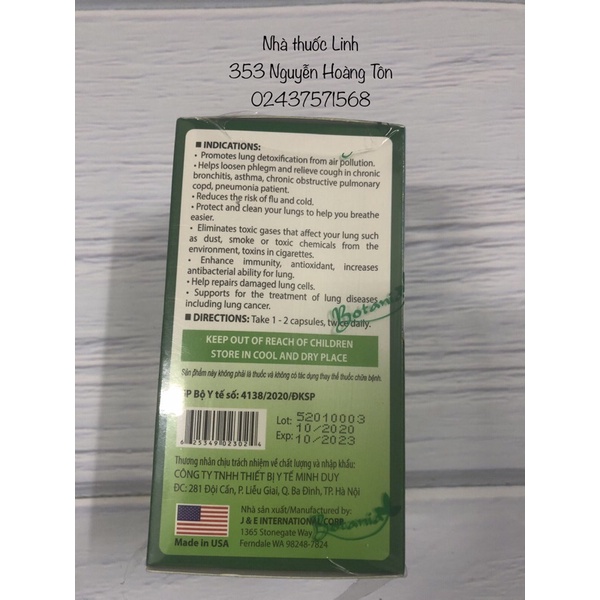 Nhà thuốc Linh
353 Nguyễn Hoàng Tôn
02437571568
■ INDICATIONS:
• Promotes lung detoxification from air pollution.
• Helps loosen phlegm and relieve cough in chronic
bronchitis, asthma, chronic obstructive pulmonary
copd, pneumonia patient.
• Reduces the risk of flu and cold.
• Protect and clean your lungs to help you breathe
easier.
• Eliminates toxic gases that affect your lung such
as dust, smoke or toxic chemicals from the
environment, toxins in cigarettes.
• Enhance immunity, antioxidant, increases
antibacterial ability for lung.
• Help repairs damaged lung cells.
• Supports for the treatment of lung diseases
including lung cancer.
■ DIRECTIONS: Take 1 - 2 capsules, twice daily.
Botania
KEEP OUT OF REACH OF CHILDREN
STORE IN COOL AND DRY PLACE
Sản phẩm này không phải là thuốc và không có tác dụng thay thế thuốc chữa bệnh.
SP Bộ Y tế số: 4138/2020/ĐKSP
Lot: 52010003
10/2020
Exp: 10/2023
6 25349 02302 4
Thương nhân chịu trách nhiệm về chất lượng và nhập khẩu:
CÔNG TY TNHH THIẾT BỊ Y TẾ MINH DUY
ĐC: 281 Đội Cấn, P. Liễu Giai, Q. Ba Đình, TP. Hà Nội
Nhà sản xuất/Manufactured by:
J & E INTERNATIONAL CORP
1365 Stonegate Way
Ferndale WA 98248-7824
Made in USA
Botania